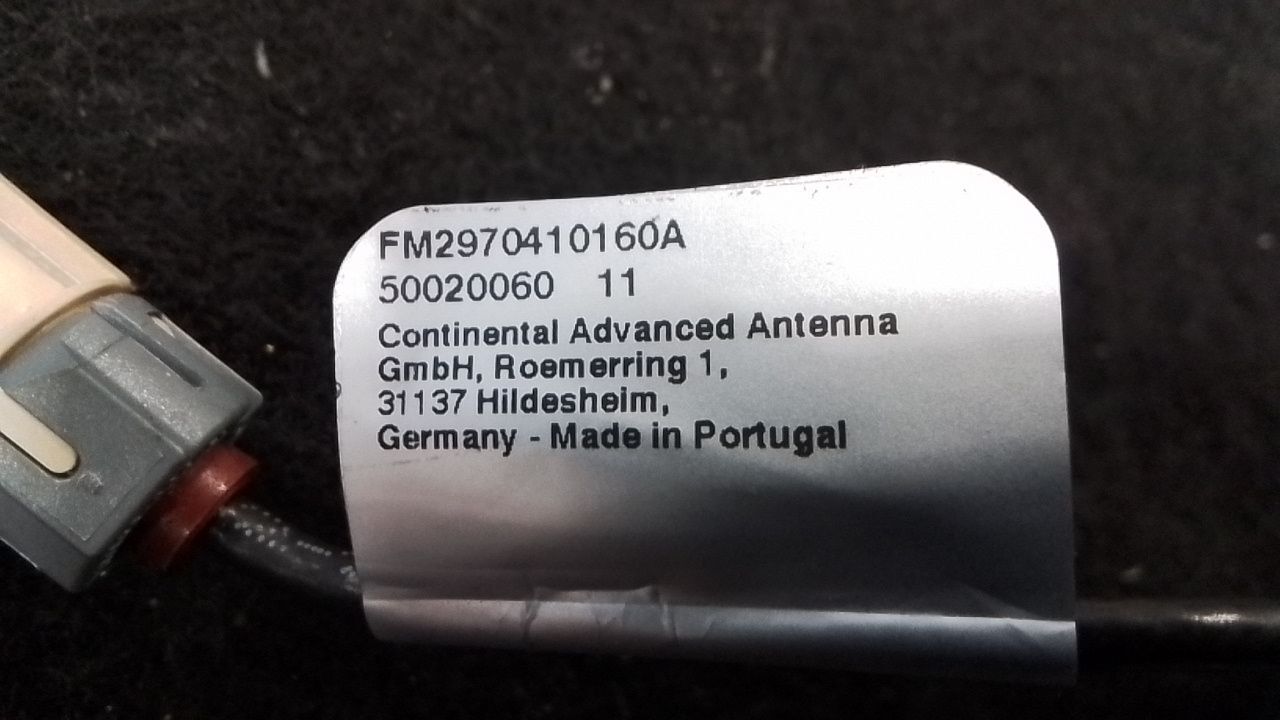 FM2970410160A
50020060 11
Continental Advanced Antenna
GmbH, Roemerring 1,
31137 Hildesheim,
Germany - Made in Portugal